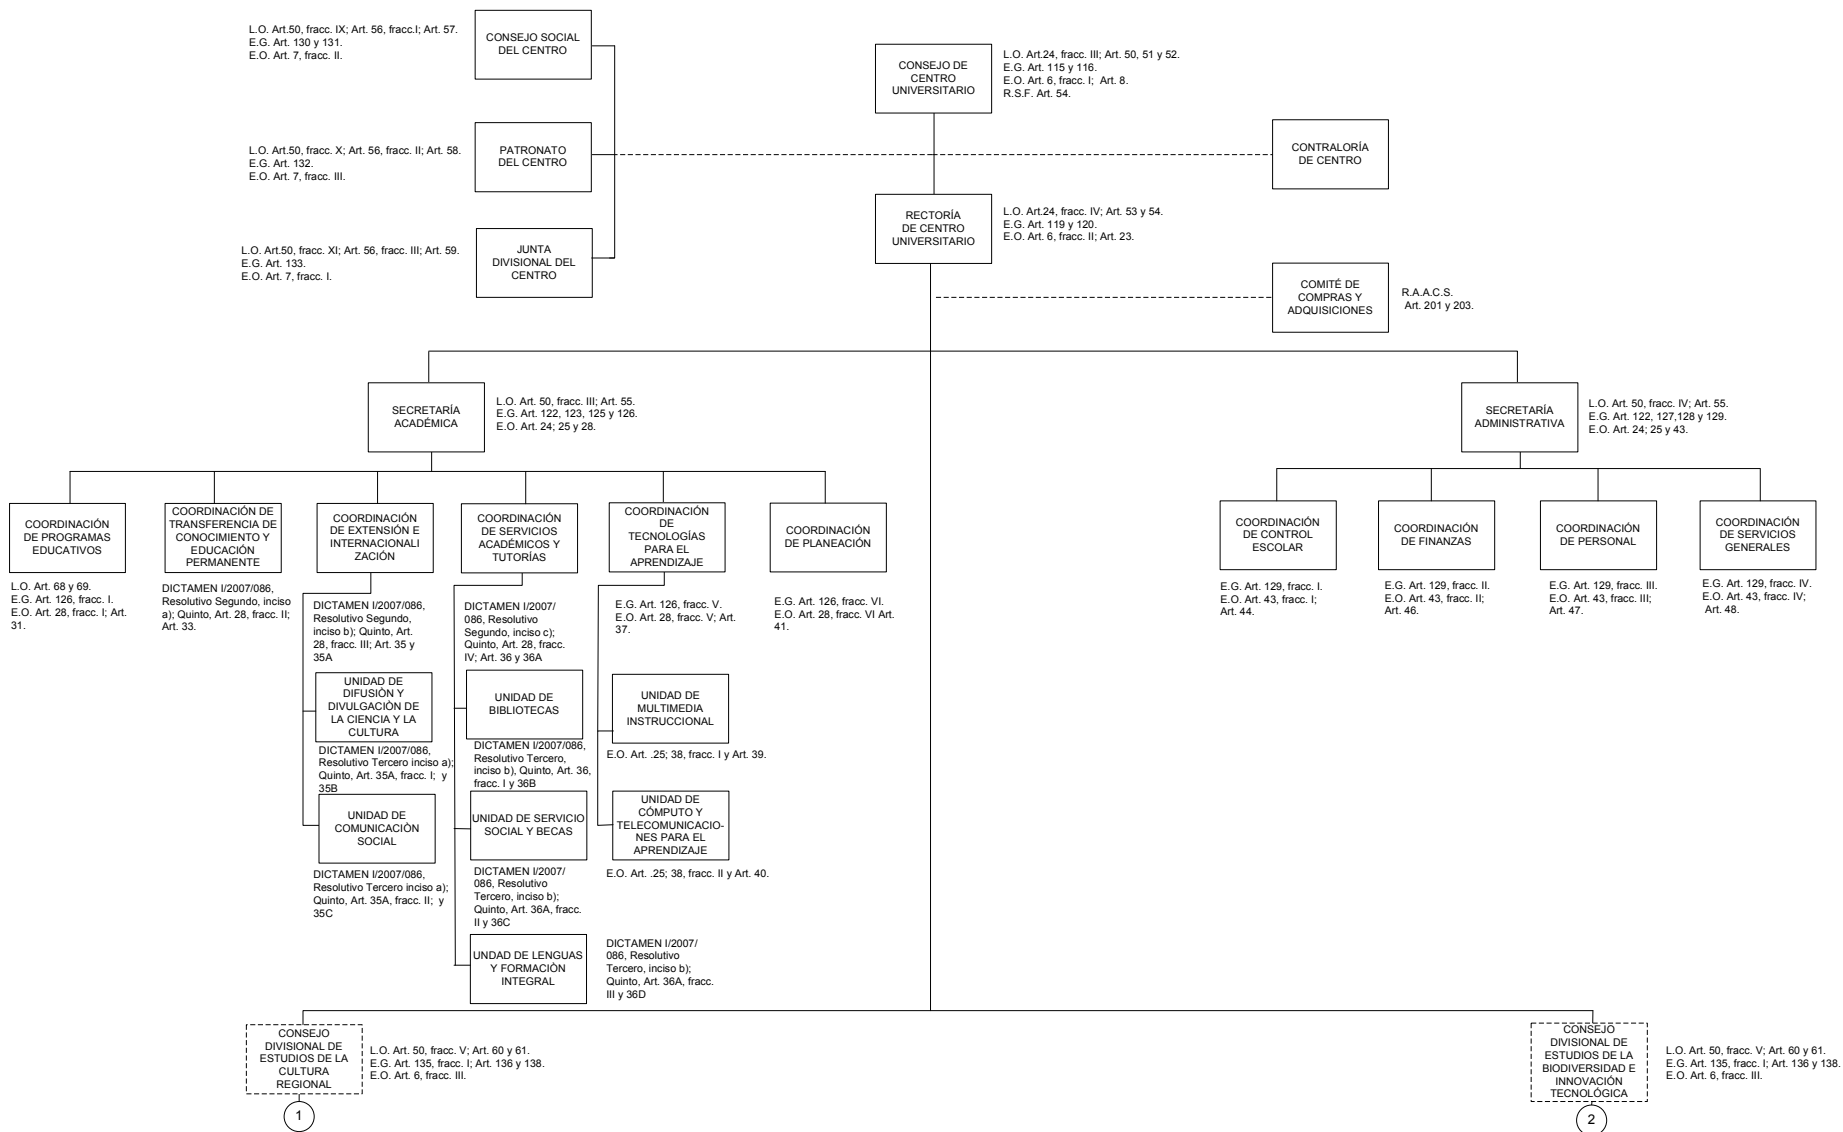 L.O. Art.50, fracc. IX; Art. 56, fracc.I; Art. 57.
E.G. Art. 130 y 131.
E.O. Art. 7, fracc. II.
CONSEJO SOCIAL
DEL CENTRO
CONSEJO DE
CENTRO
UNIVERSITARIO
L.O. Art.24, fracc. III; Art. 50, 51 y 52.
E.G. Art. 115 y 116.
E.O. Art. 6, fracc. I; Art. 8.
R.S.F. Art. 54.
L.O. Art.50, fracc. X; Art. 56, fracc. II; Art. 58.
E.G. Art. 132.
E.O. Art. 7, fracc. III.
PATRONATO
DEL CENTRO
CONTRALORÍA
DE CENTRO
L.O. Art.50, fracc. XI; Art. 56, fracc. III; Art. 59.
E.G. Art. 133.
E.O. Art. 7, fracc. I.
JUNTA
DIVISIONAL DEL
CENTRO
RECTORÍA
DE CENTRO
UNIVERSITARIO
L.O. Art.24, fracc. IV; Art. 53 y 54.
E.G. Art. 119 y 120.
E.O. Art. 6, fracc. II; Art. 23.
COMITÉ DE
COMPRAS Y
ADQUISICIONES
R.A.A.C.S.
Art. 201 y 203.
SECRETARÍA
ACADÉMICA
L.O. Art. 50, fracc. III; Art. 55.
E.G. Art. 122, 123, 125 y 126.
E.O. Art. 24; 25 y 28.
SECRETARÍA
ADMINISTRATIVA
L.O. Art. 50, fracc. IV; Art. 55.
E.G. Art. 122, 127,128 y 129.
E.O. Art. 24; 25 y 43.
COORDINACIÓN
DE PROGRAMAS
EDUCATIVOS
L.O. Art. 68 y 69.
E.G. Art. 126, fracc. I.
E.O. Art. 28, fracc. I; Art.
31.
COORDINACIÓN DE
TRANSFERENCIA DE
CONOCIMIENTO Y
EDUCACIÓN
PERMANENTE
DICTAMEN I/2007/086,
Resolutivo Segundo, inciso
a); Quinto, Art. 28, fracc. II;
Art. 33.
COORDINACIÓN
DE EXTENSIÓN E
INTERNACIONALI
ZACIÓN
DICTAMEN I/2007/086,
Resolutivo Segundo,
inciso b); Quinto, Art.
28, fracc. III; Art. 35 y
35A
UNIDAD DE
DIFUSIÒN Y
DIVULGACIÒN DE
LA CIENCIA Y LA
CULTURA
DICTAMEN I/2007/086,
Resolutivo Tercero inciso a);
Quinto, Art. 35A, fracc. I; y
35B
UNIDAD DE
COMUNICACIÒN
SOCIAL
DICTAMEN I/2007/086,
Resolutivo Tercero inciso a);
Quinto, Art. 35A, fracc. II; y
35C
COORDINACIÓN
DE SERVICIOS
ACADÉMICOS Y
TUTORÍAS
DICTAMEN I/2007/
086, Resolutivo
Segundo, inciso c);
Quinto, Art. 28, fracc.
IV; Art. 36 y 36A
UNIDAD DE
BIBLIOTECAS
DICTAMEN I/2007/086,
Resolutivo Tercero,
inciso b), Quinto, Art. 36,
fracc. I y 36B
UNIDAD DE SERVICIO
SOCIAL Y BECAS
DICTAMEN I/2007/
086, Resolutivo
Tercero, inciso b);
Quinto, Art. 36A, fracc.
II y 36C
UNDAD DE LENGUAS
Y FORMACIÒN
INTEGRAL
DICTAMEN I/2007/
086, Resolutivo
Tercero, inciso b);
Quinto, Art. 36A, fracc.
III y 36D
COORDINACIÓN
DE
TECNOLOGÍAS
PARA EL
APRENDIZAJE
E.G. Art. 126, fracc. V.
E.O. Art. 28, fracc. V; Art.
37.
UNIDAD DE
MULTIMEDIA
INSTRUCCIONAL
E.O. Art. .25; 38, fracc. I y Art. 39.
UNIDAD DE
CÓMPUTO Y
TELECOMUNICACIO-
NES PARA EL
APRENDIZAJE
E.O. Art. .25; 38, fracc. II y Art. 40.
COORDINACIÓN
DE PLANEACIÓN
E.G. Art. 126, fracc. VI.
E.O. Art. 28, fracc. VI Art.
41.
COORDINACIÓN
DE CONTROL
ESCOLAR
E.G. Art. 129, fracc. I.
E.O. Art. 43, fracc. I;
Art. 44.
COORDINACIÓN
DE FINANZAS
E.G. Art. 129, fracc. II.
E.O. Art. 43, fracc. II;
Art. 46.
COORDINACIÓN
DE PERSONAL
E.G. Art. 129, fracc. III.
E.O. Art. 43, fracc. III;
Art. 47.
COORDINACIÓN
DE SERVICIOS
GENERALES
E.G. Art. 129, fracc. IV.
E.O. Art. 43, fracc. IV;
Art. 48.
CONSEJO
DIVISIONAL DE
ESTUDIOS DE LA
CULTURA
REGIONAL
L.O. Art. 50, fracc. V; Art. 60 y 61.
E.G. Art. 135, fracc. I; Art. 136 y 138.
E.O. Art. 6, fracc. III.
1
CONSEJO
DIVISIONAL DE
ESTUDIOS DE LA
BIODIVERSIDAD E
INNOVACIÓN
TECNOLÓGICA
L.O. Art. 50, fracc. V; Art. 60 y 61.
E.G. Art. 135, fracc. I; Art. 136 y 138.
E.O. Art. 6, fracc. III.
2